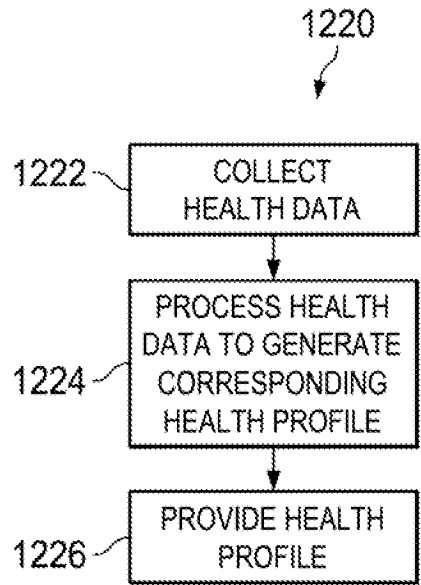 1220
1222
COLLECT
HEALTH DATA
1224
PROCESS HEALTH
DATA TO GENERATE
CORRESPONDING
HEALTH PROFILE
1226
PROVIDE HEALTH
PROFILE